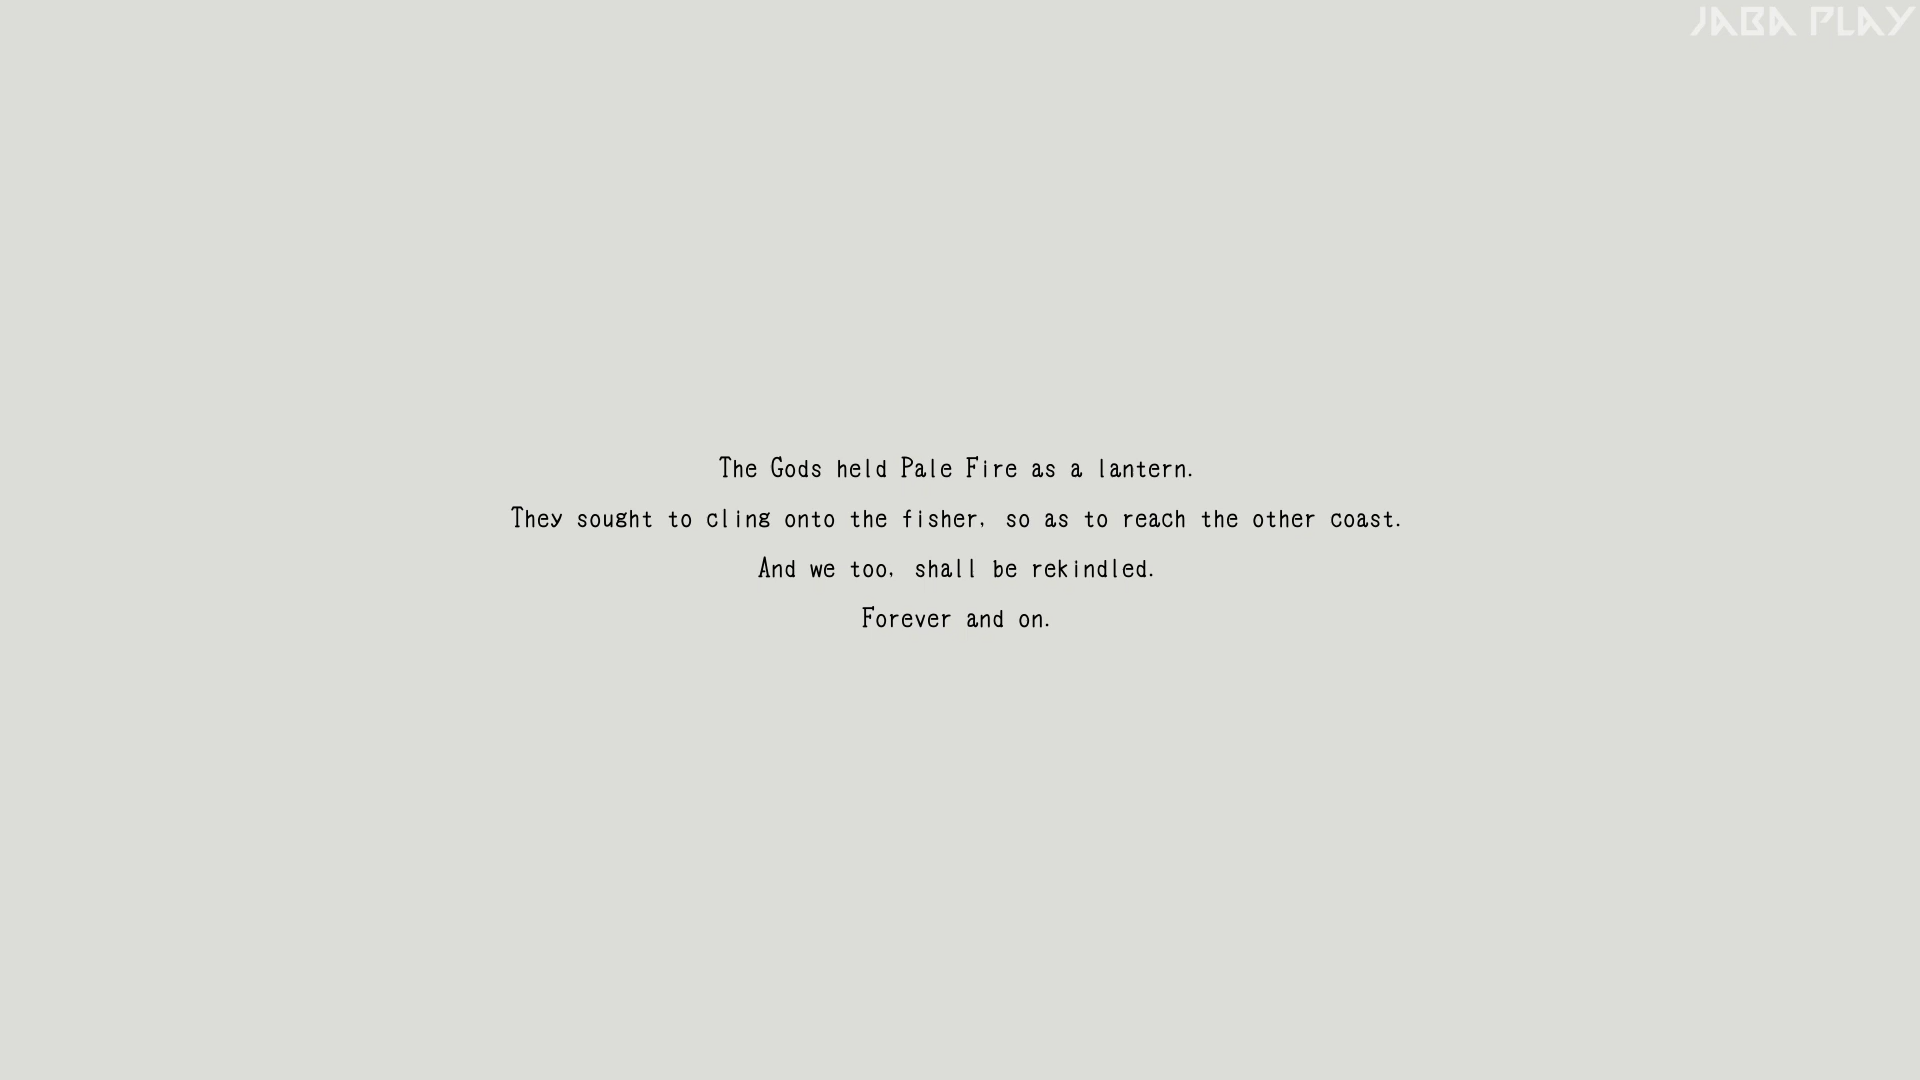 JABA PLAY
The Gods held Pale Fire as a lantern.
They sought to cling onto the fisher, so as to reach the other coast.
And we too, shall be rekindled.
Forever and on.